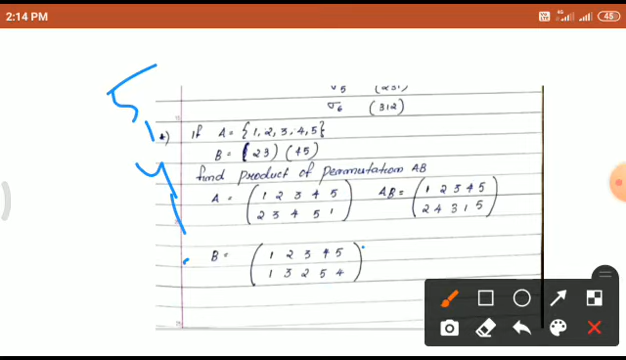 2:14 PM
45
σ6 (312)
If A = {1, 2, 3, 4, 5}
B = (23) (45)
find product of permutation AB
A = ( 1 2 3 4 5 AB = ( 1 2 3 4 5
2 3 4 5 1 ) 2 4 3 1 5 )
B = ( 1 2 3 4 5
1 3 2 5 4 )